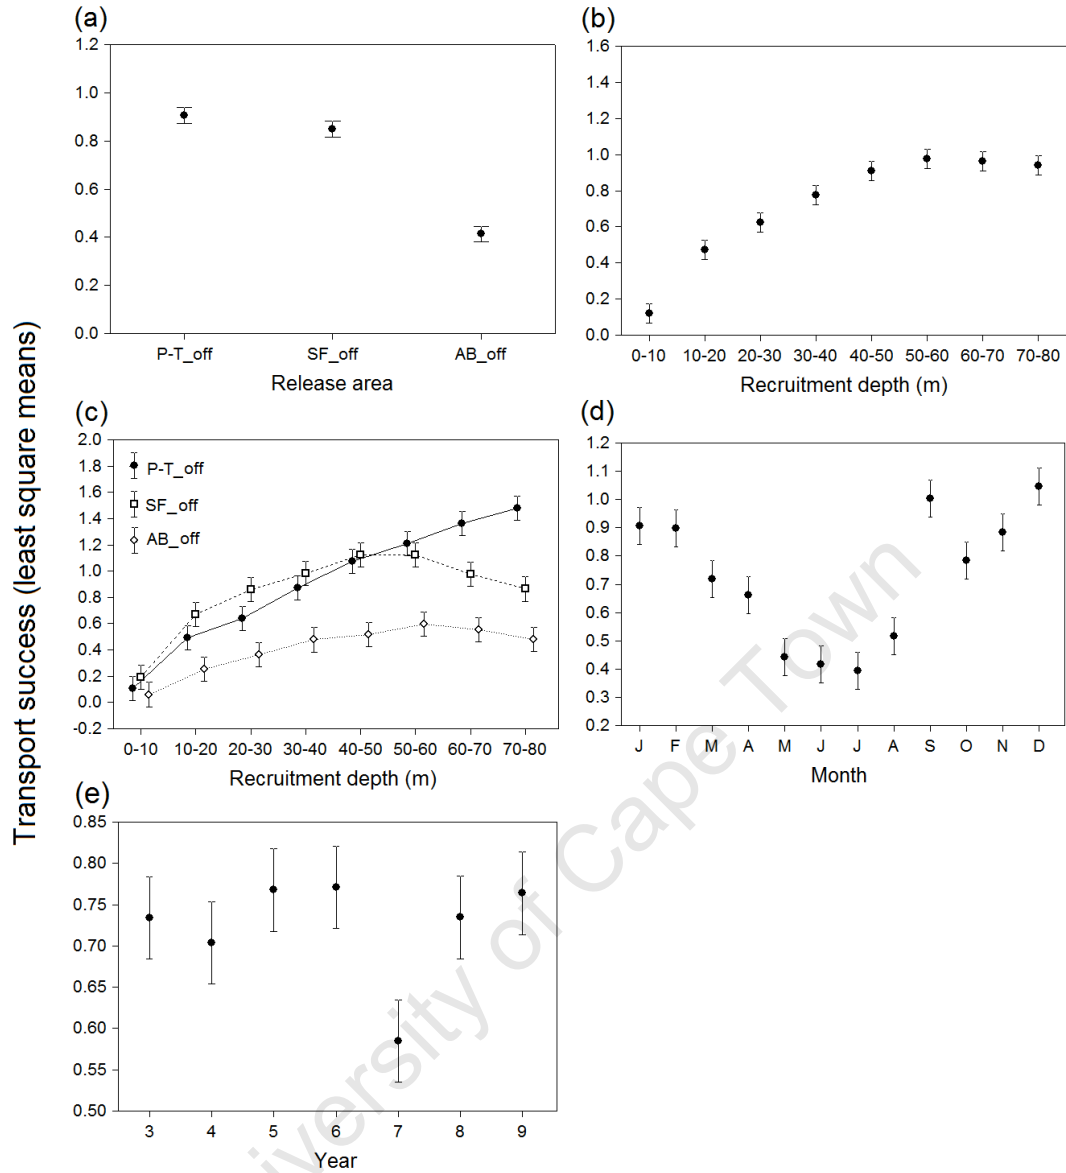 Transport success (least square means)
(a)
1.2
1.0
0.8
0.6
0.4
0.2
0.0
P-T_off SF_off AB_off
Release area
(b)
1.6
1.4
1.2
1.0
0.8
0.6
0.4
0.2
0.0
0-10 10-20 20-30 30-40 40-50 50-60 60-70 70-80
Recruitment depth (m)
(c)
2.0
1.8
1.6
1.4
1.2
1.0
0.8
0.6
0.4
0.2
0.0
-0.2
P-T_off
SF_off
AB_off
0-10 10-20 20-30 30-40 40-50 50-60 60-70 70-80
Recruitment depth (m)
(d)
1.2
1.1
1.0
0.9
0.8
0.7
0.6
0.5
0.4
0.3
0.2
J F M A M J J A S O N D
Month
(e)
0.85
0.80
0.75
0.70
0.65
0.60
0.55
0.50
3 4 5 6 7 8 9
Year
iversity of Cape Town